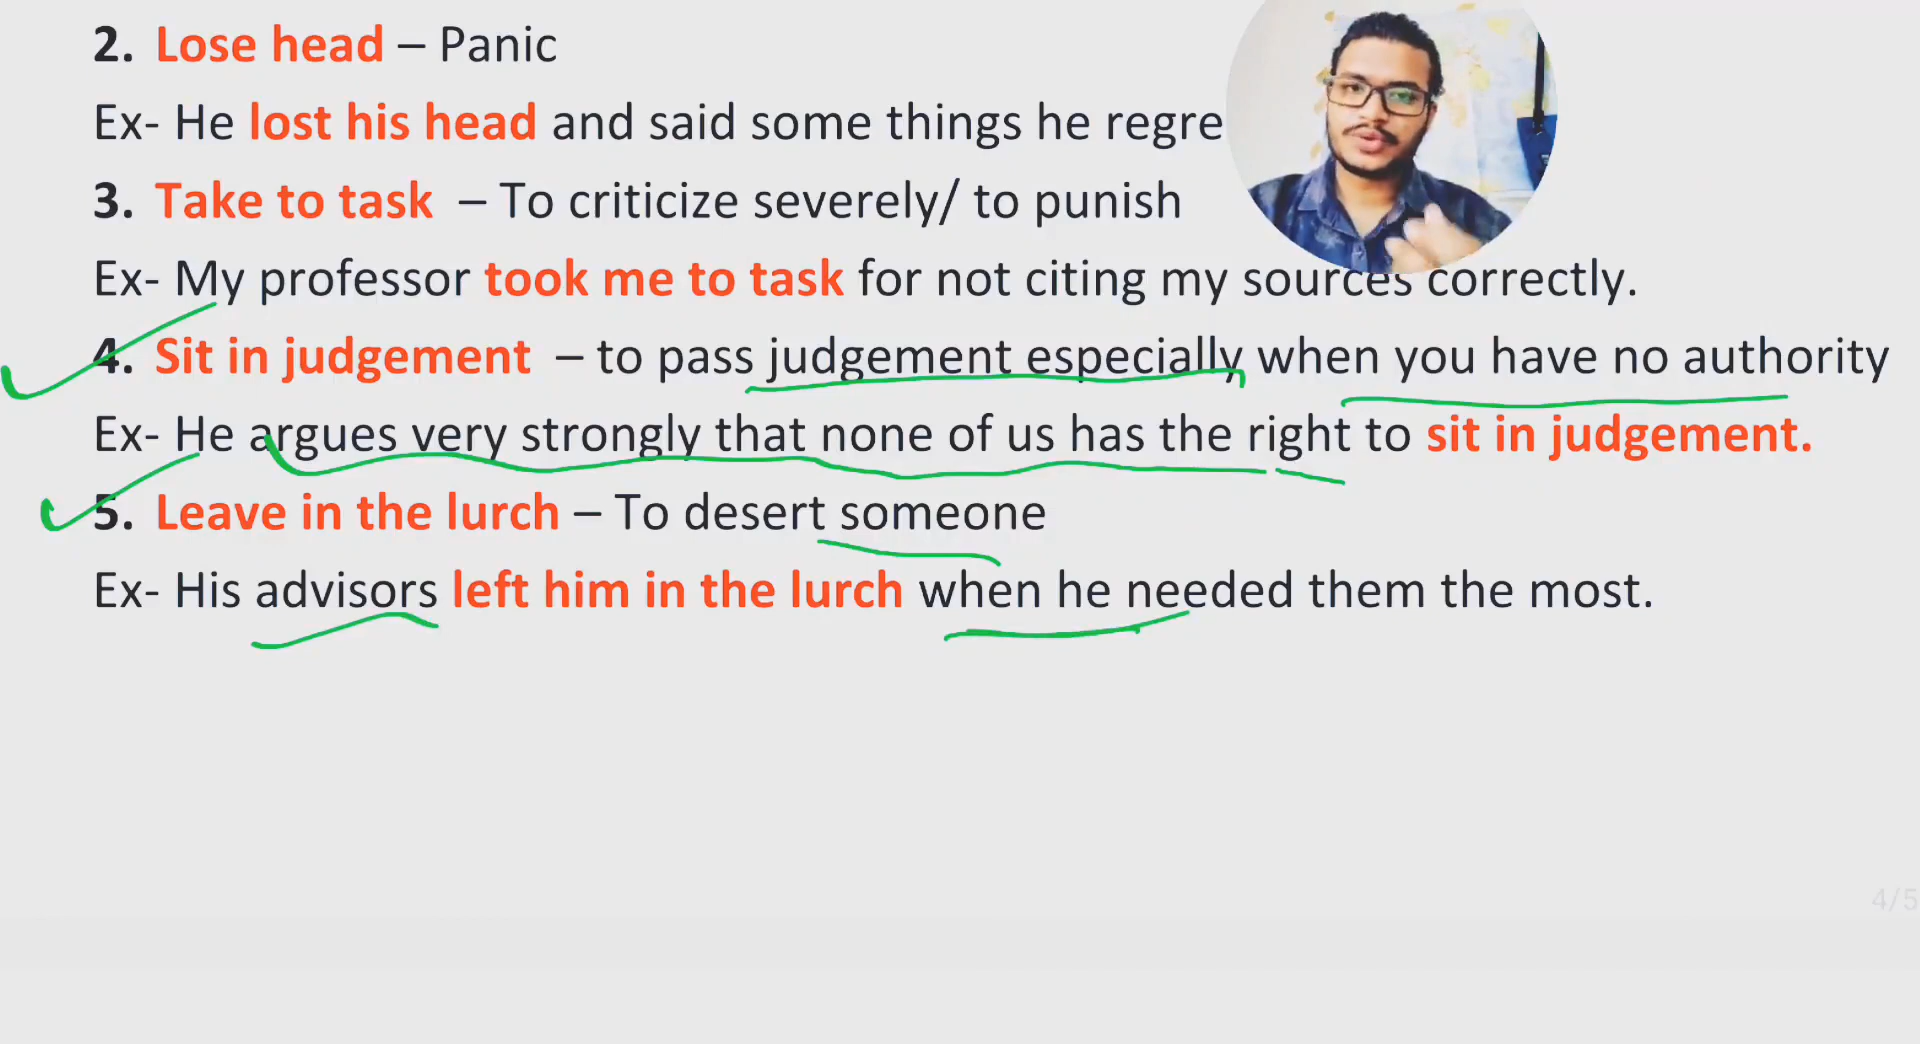 2. Lose head – Panic
Ex- He lost his head and said some things he regre
3. Take to task – To criticize severely/ to punish
Ex- My professor took me to task for not citing my sources correctly.
4. Sit in judgement – to pass judgement especially when you have no authority
Ex- He argues very strongly that none of us has the right to sit in judgement.
5. Leave in the lurch – To desert someone
Ex- His advisors left him in the lurch when he needed them the most.
4/5